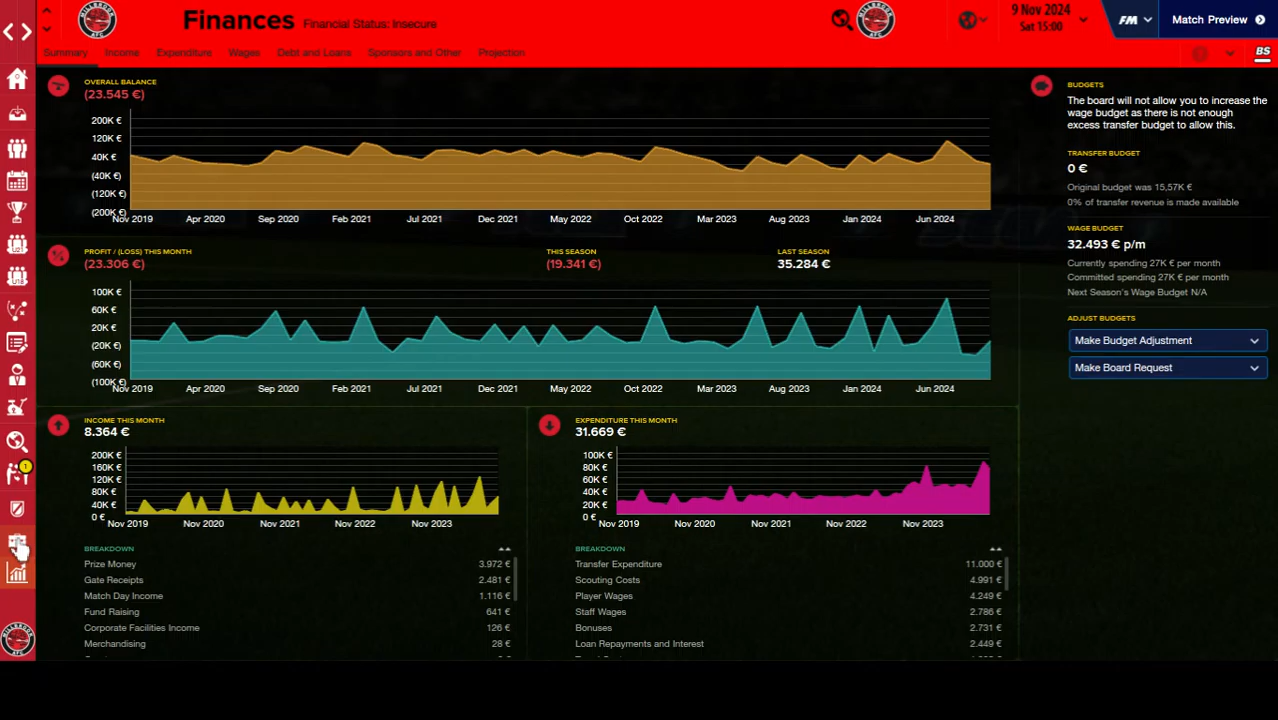 Finances
Financial Status: Insecure
9 Nov 2024
Sat 15:00
FM
Match Preview
Summary
Income
Expenditure
Wages
Debt and Loans
Sponsors and Other
Projection
BS
OVERALL BALANCE
(23.545 €)
200K €
120K €
40K €
(40K €)
(120K €)
(200K €)
Nov 2019
Apr 2020
Sep 2020
Feb 2021
Jul 2021
Dec 2021
May 2022
Oct 2022
Mar 2023
Aug 2023
Jan 2024
Jun 2024
PROFIT / (LOSS) THIS MONTH
(23.306 €)
THIS SEASON
(19.341 €)
LAST SEASON
35.284 €
100K €
60K €
20K €
(20K €)
(60K €)
(100K €)
Nov 2019
Apr 2020
Sep 2020
Feb 2021
Jul 2021
Dec 2021
May 2022
Oct 2022
Mar 2023
Aug 2023
Jan 2024
Jun 2024
INCOME THIS MONTH
8.364 €
200K €
160K €
120K €
80K €
40K €
0 €
Nov 2019
Nov 2020
Nov 2021
Nov 2022
Nov 2023
BREAKDOWN
Prize Money 3.972 €
Gate Receipts 2.481 €
Match Day Income 1.116 €
Fund Raising 641 €
Corporate Facilities Income 126 €
Merchandising 28 €
EXPENDITURE THIS MONTH
31.669 €
100K €
80K €
60K €
40K €
20K €
0 €
Nov 2019
Nov 2020
Nov 2021
Nov 2022
Nov 2023
BREAKDOWN
Transfer Expenditure 11.000 €
Scouting Costs 4.991 €
Player Wages 4.249 €
Staff Wages 2.786 €
Bonuses 2.731 €
Loan Repayments and Interest 2.449 €
BUDGETS
The board will not allow you to increase the
wage budget as there is not enough
excess transfer budget to allow this.
TRANSFER BUDGET
0 €
Original budget was 15,57K €
0% of transfer revenue is made available
WAGE BUDGET
32.493 € p/m
Currently spending 27K € per month
Committed spending 27K € per month
Next Season's Wage Budget N/A
ADJUST BUDGETS
Make Budget Adjustment
Make Board Request
1